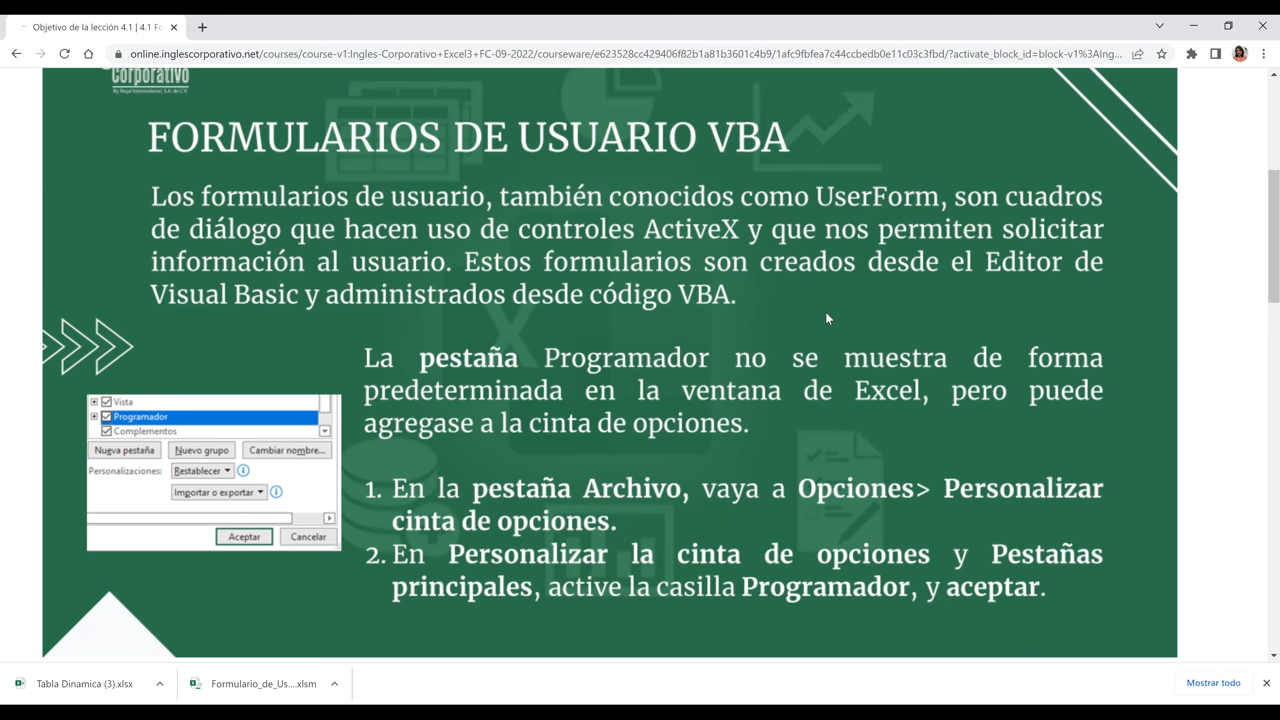 Objetivo de la lección 4.1 | 4.1 Fo
online.inglescorporativo.net/courses/course-v1:Ingles-Corporativo+Excel3+FC-09-2022/courseware/e623528cc429406f82b1a81b3601c4b9/1afc9fbfea7c44ccbedb0e11c03c3fbd/?activate_block_id=block-v1%3AIng...
Corporativo
FORMULARIOS DE USUARIO VBA
Los formularios de usuario, también conocidos como UserForm, son cuadros
de diálogo que hacen uso de controles ActiveX y que nos permiten solicitar
información al usuario. Estos formularios son creados desde el Editor de
Visual Basic y administrados desde código VBA.
La pestaña Programador no se muestra de forma
predeterminada en la ventana de Excel, pero puede
agregase a la cinta de opciones.
Vista
Programador
Complementos
Nueva pestaña Nuevo grupo Cambiar nombre...
Personalizaciones: Restablecer
Importar o exportar
Aceptar Cancelar
1. En la pestaña Archivo, vaya a Opciones> Personalizar
cinta de opciones.
2. En Personalizar la cinta de opciones y Pestañas
principales, active la casilla Programador, y aceptar.
Tabla Dinamica (3).xlsx
Formulario_de_Us....xlsm
Mostrar todo